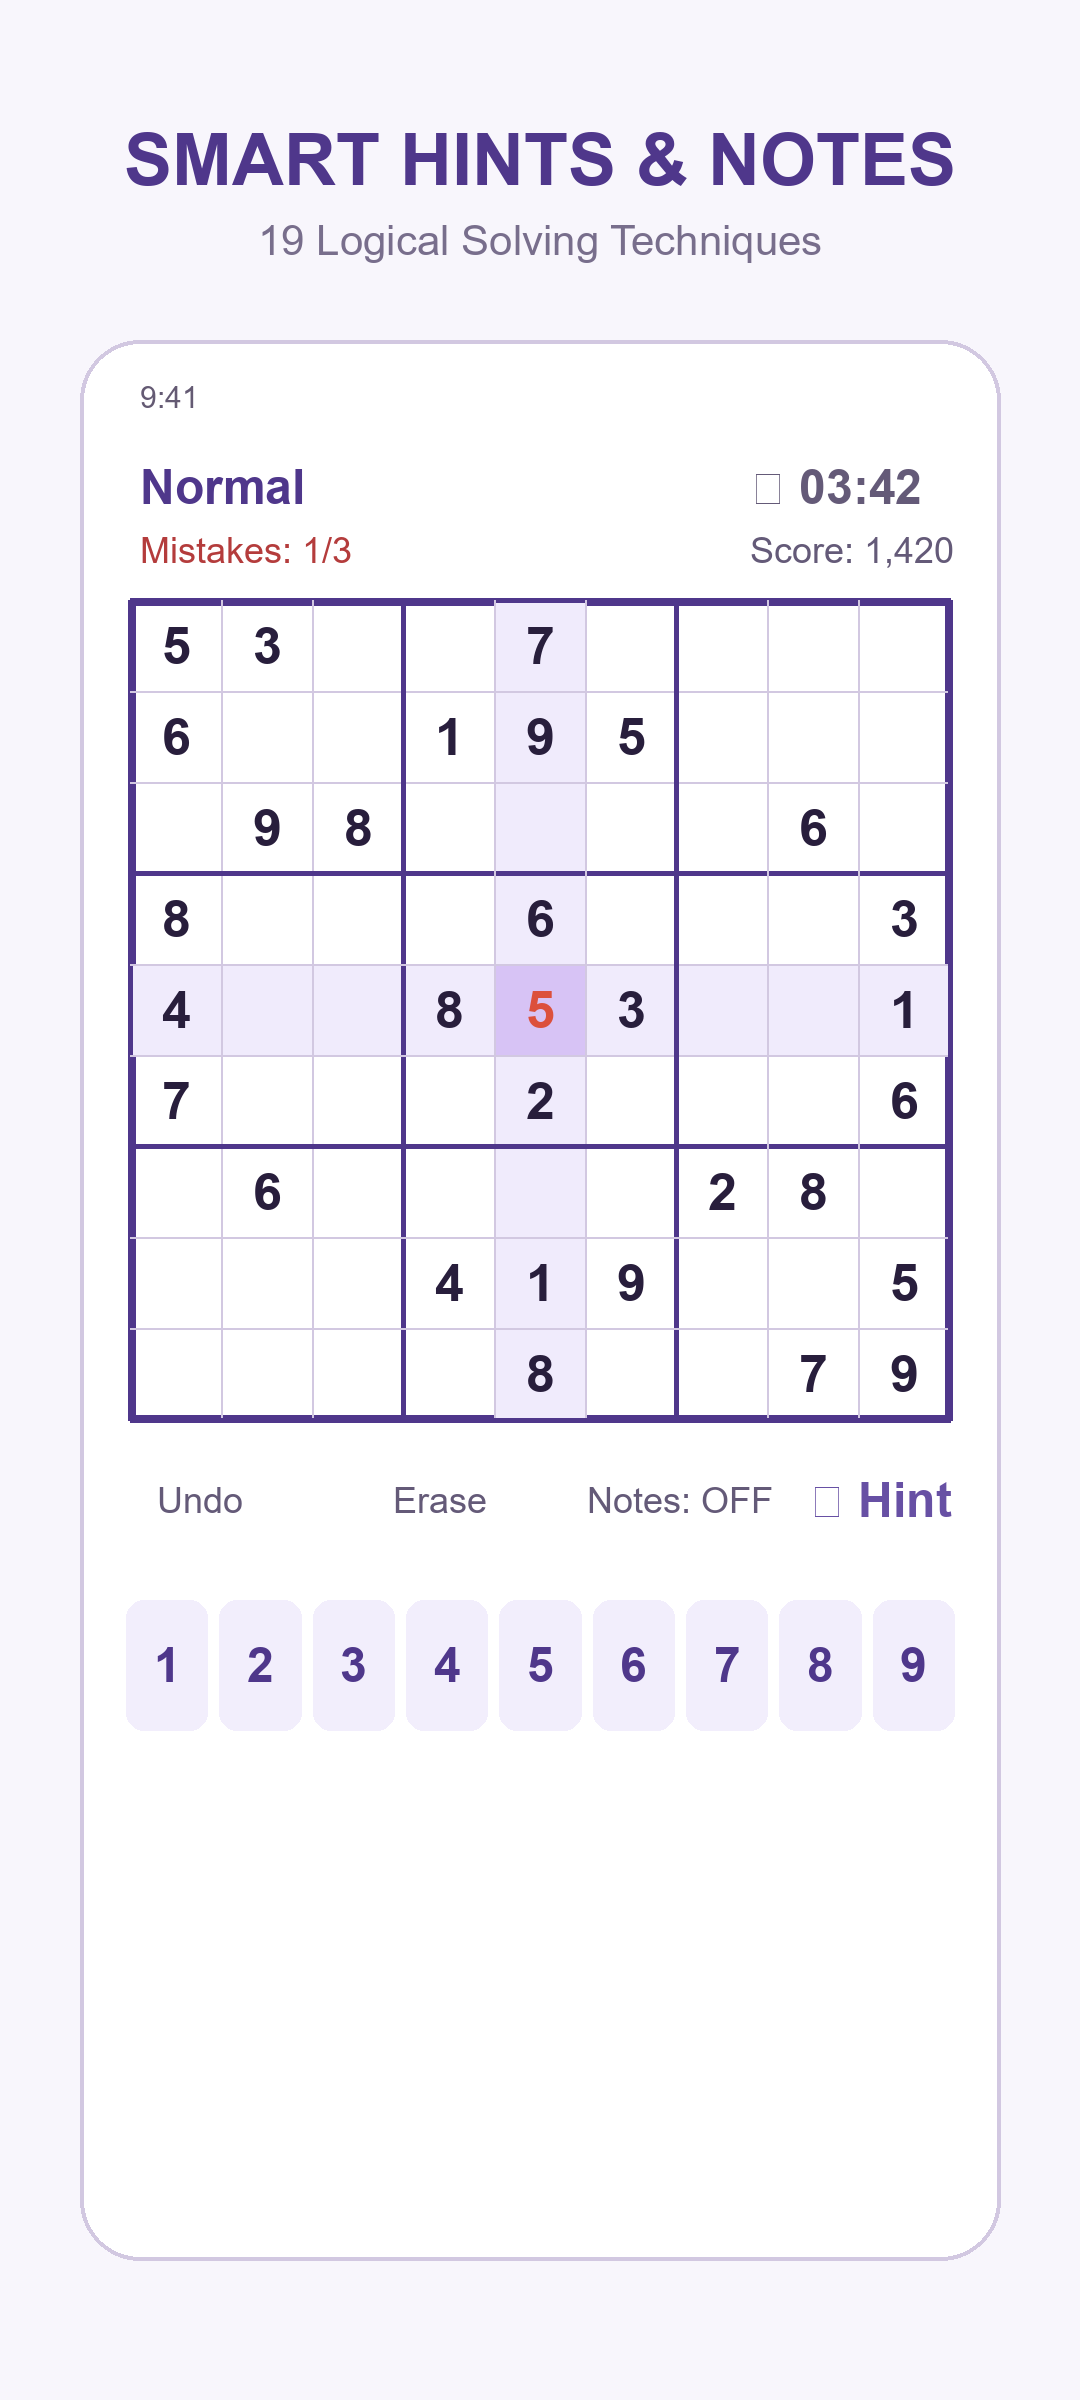 SMART HINTS & NOTES
19 Logical Solving Techniques
9:41
Normal 03:42
Mistakes: 1/3 Score: 1,420
5 3 7
6 1 9 5
9 8 6
8 6 3
4 8 5 3 1
7 2 6
6 2 8
4 1 9 5
8 7 9
Undo Erase Notes: OFF Hint
1 2 3 4 5 6 7 8 9